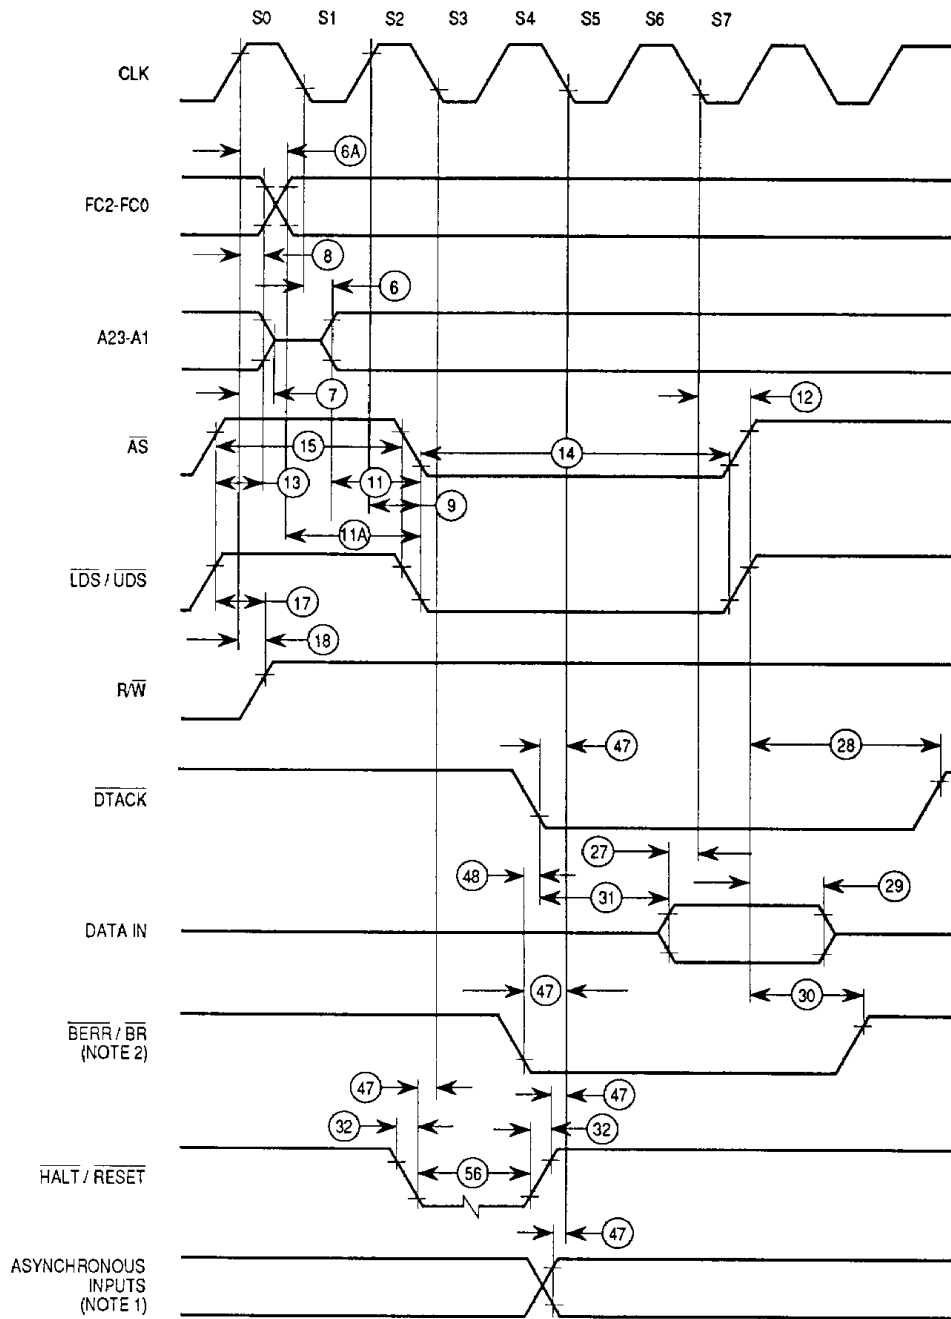 S0 S1 S2 S3 S4 S5 S6 S7
CLK
6A
FC2-FC0
8
6
A23-A1
7
12
AS
15
14
13
11
9
11A
LDS / UDS
17
18
R/W
47
28
DTACK
27
48
31
29
DATA IN
47
30
BERR / BR
(NOTE 2)
47
47
32
32
HALT / RESET
56
47
ASYNCHRONOUS
INPUTS
(NOTE 1)